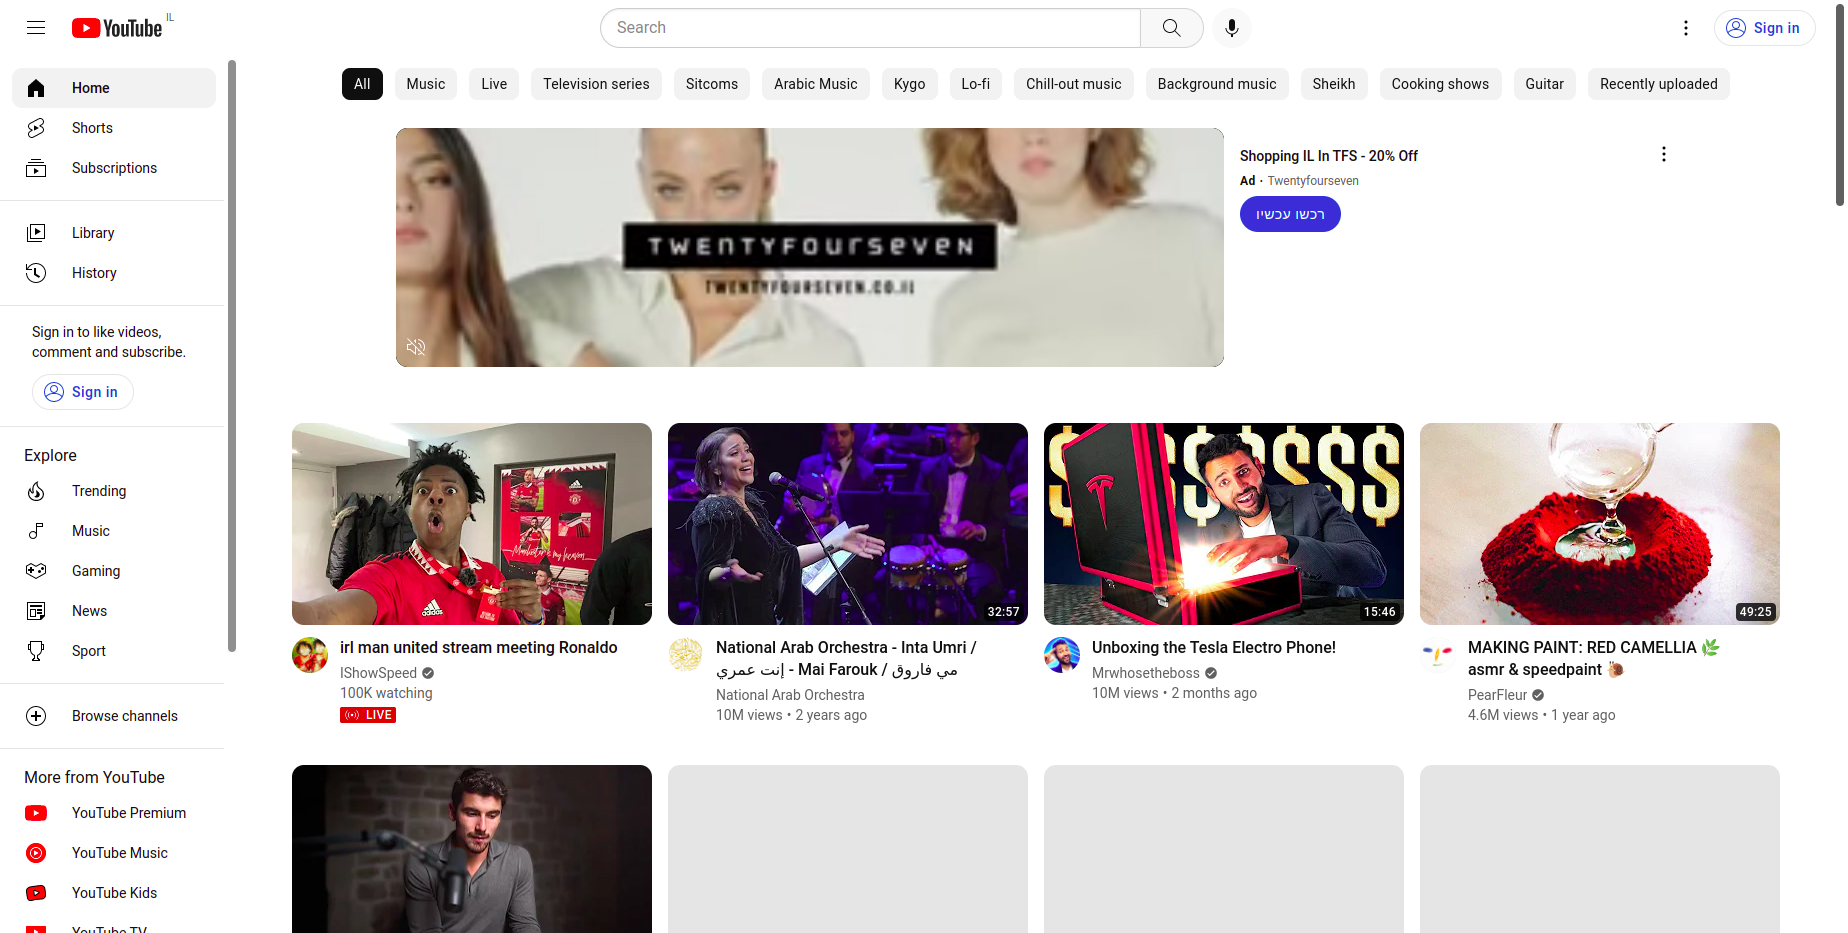 YouTube IL
Search
Sign in
Home
Shorts
Subscriptions
Library
History
Sign in to like videos,
comment and subscribe.
Sign in
Explore
Trending
Music
Gaming
News
Sport
Browse channels
More from YouTube
YouTube Premium
YouTube Music
YouTube Kids
YouTube TV
All
Music
Live
Television series
Sitcoms
Arabic Music
Kygo
Lo-fi
Chill-out music
Background music
Sheikh
Cooking shows
Guitar
Recently uploaded
TWENTYFOURSEVEN
TWENTYFOURSEVEN.CO.IL
Shopping IL In TFS - 20% Off
Ad · Twentyfourseven
רכשו עכשיו
adidas
irl man united stream meeting Ronaldo
IShowSpeed
100K watching
LIVE
32:57
National Arab Orchestra - Inta Umri /
إنت عمري - Mai Farouk / مي فاروق
National Arab Orchestra
10M views • 2 years ago
$$$$$$$
15:46
Unboxing the Tesla Electro Phone!
Mrwhosetheboss
10M views • 2 months ago
49:25
MAKING PAINT: RED CAMELLIA 🌿
asmr & speedpaint 🐌
PearFleur
4.6M views • 1 year ago